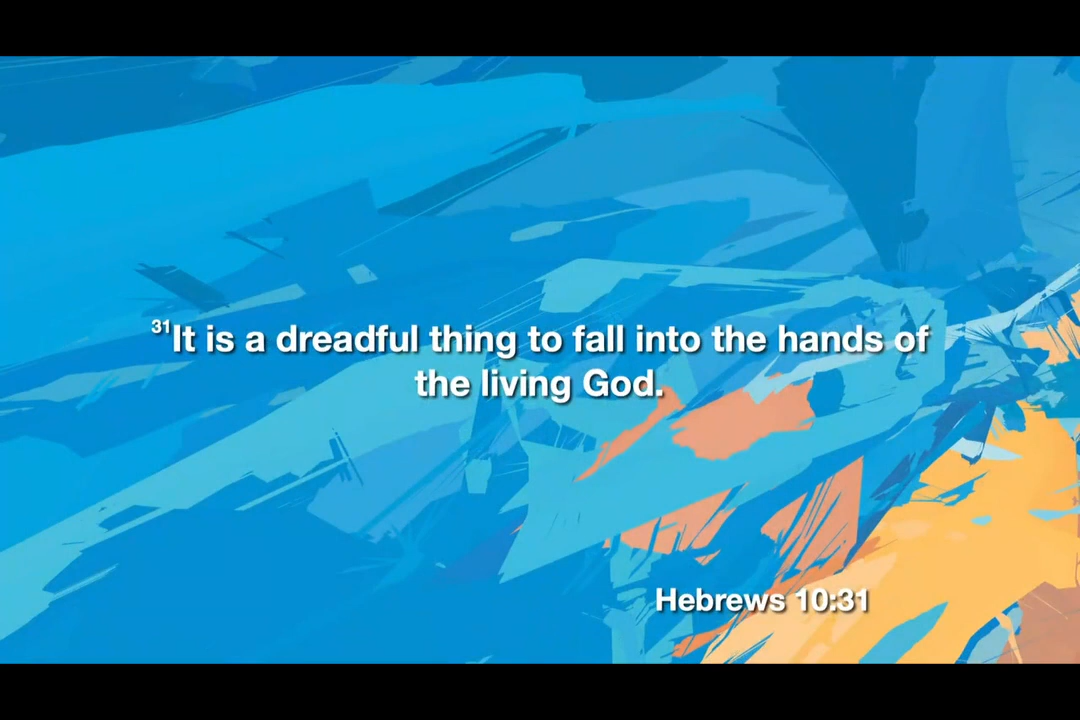 ³¹It is a dreadful thing to fall into the hands of
the living God.
Hebrews 10:31